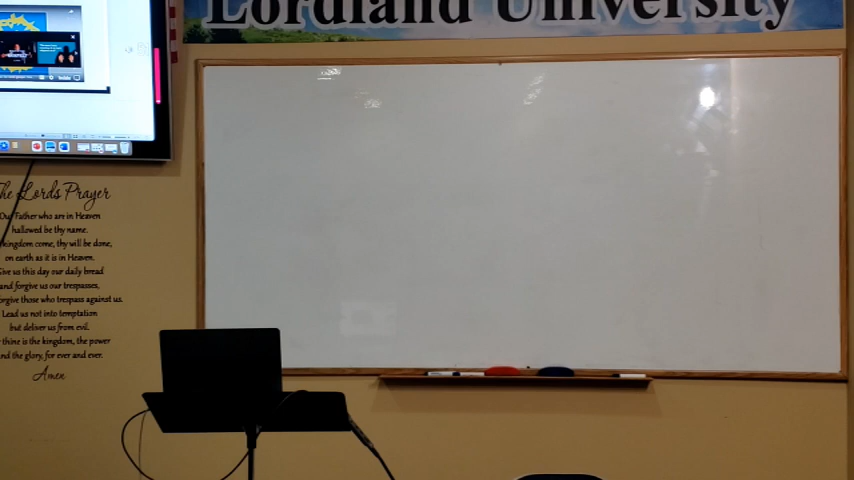 Lordland University
The Lords Prayer
Our Father who are in Heaven
hallowed be thy name.
kingdom come, thy will be done,
on earth as it is in Heaven.
Give us this day our daily bread
and forgive us our trespasses,
forgive those who trespass against us.
Lead us not into temptation
but deliver us from evil.
thine is the kingdom, the power
and the glory, for ever and ever.
Amen